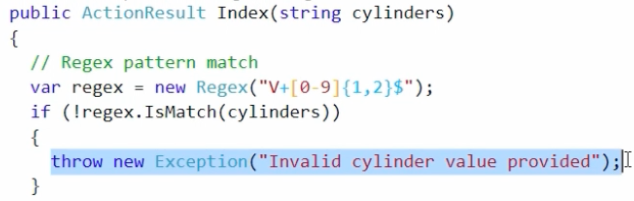 public ActionResult Index(string cylinders)
{
// Regex pattern match
var regex = new Regex("V+[0-9]{1,2}$");
if (!regex.IsMatch(cylinders))
{
throw new Exception("Invalid cylinder value provided");
}